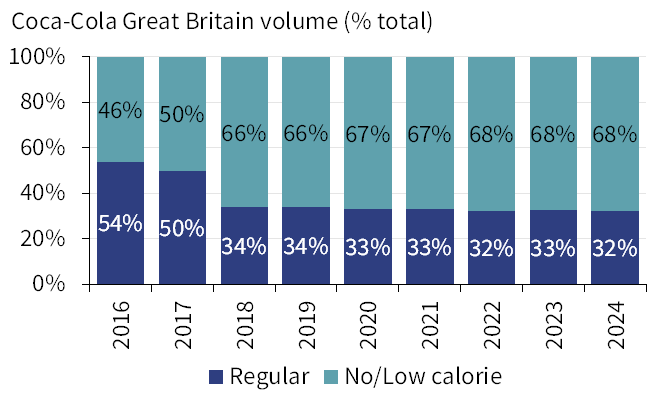 Coca-Cola Great Britain volume (% total)
100%
80%
60%
40%
20%
0%
46% 50% 66% 66% 67% 67% 68% 68% 68%
54% 50% 34% 34% 33% 33% 32% 33% 32%
2016 2017 2018 2019 2020 2021 2022 2023 2024
Regular No/Low calorie